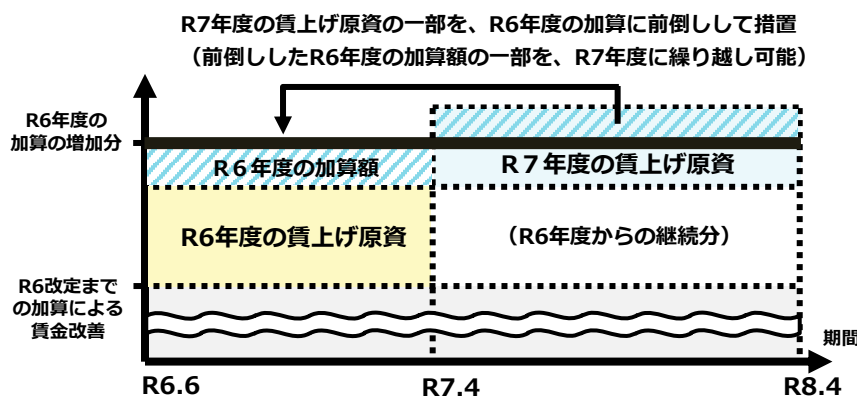 R7年度の賃上げ原資の一部を、R6年度の加算に前倒しして措置
（前倒ししたR6年度の加算額の一部を、R7年度に繰り越し可能）
R6年度の
加算の増加分
R６年度の加算額
R７年度の賃上げ原資
R6年度の賃上げ原資
（R6年度からの継続分）
R6改定まで
の加算による
賃金改善
期間
R6.6
R7.4
R8.4